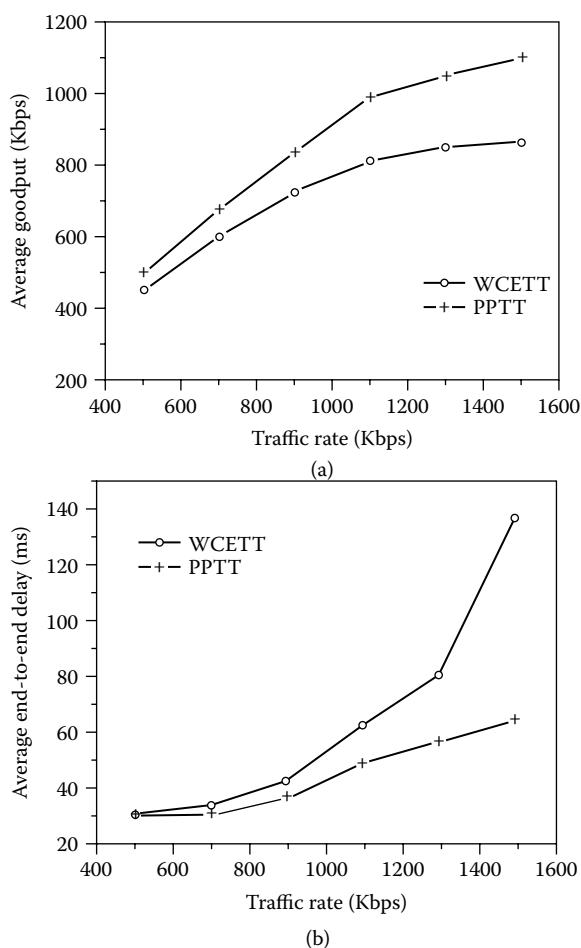 1200
1000
800
600
400
200
Average goodput (Kbps)
WCETT
PPTT
400 600 800 1000 1200 1400 1600
Traffic rate (Kbps)
(a)
140
120
100
80
60
40
20
Average end-to-end delay (ms)
WCETT
PPTT
400 600 800 1000 1200 1400 1600
Traffic rate (Kbps)
(b)